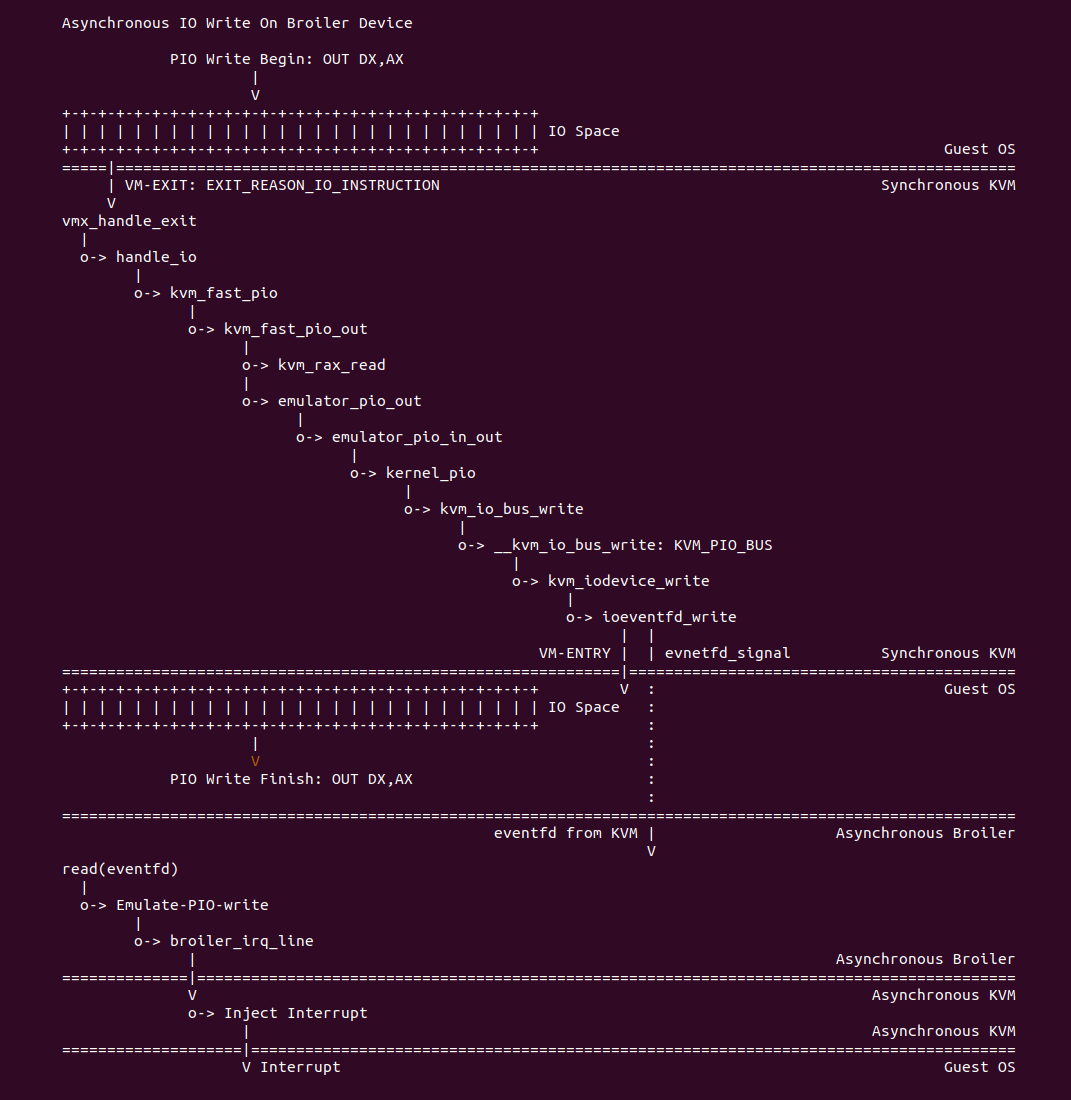 Asynchronous IO Write On Broiler Device
PIO Write Begin: OUT DX,AX
|
V
+-+-+-+-+-+-+-+-+-+-+-+-+-+-+-+-+-+-+-+-+-+-+-+-+-+-+
| | | | | | | | | | | | | | | | | | | | | | | | | | | IO Space
+-+-+-+-+-+-+-+-+-+-+-+-+-+-+-+-+-+-+-+-+-+-+-+-+-+-+ Guest OS
=====|====================================================================================================
| VM-EXIT: EXIT_REASON_IO_INSTRUCTION Synchronous KVM
V
vmx_handle_exit
|
o-> handle_io
|
o-> kvm_fast_pio
|
o-> kvm_fast_pio_out
|
o-> kvm_rax_read
|
o-> emulator_pio_out
|
o-> emulator_pio_in_out
|
o-> kernel_pio
|
o-> kvm_io_bus_write
|
o-> __kvm_io_bus_write: KVM_PIO_BUS
|
o-> kvm_iodevice_write
|
o-> ioeventfd_write
| |
VM-ENTRY | | evnetfd_signal Synchronous KVM
==============================================================|===========================================
+-+-+-+-+-+-+-+-+-+-+-+-+-+-+-+-+-+-+-+-+-+-+-+-+-+-+ V : Guest OS
| | | | | | | | | | | | | | | | | | | | | | | | | | | IO Space :
+-+-+-+-+-+-+-+-+-+-+-+-+-+-+-+-+-+-+-+-+-+-+-+-+-+-+ :
| :
V :
PIO Write Finish: OUT DX,AX :
:
==========================================================================================================
eventfd from KVM | Asynchronous Broiler
V
read(eventfd)
|
o-> Emulate-PIO-write
|
o-> broiler_irq_line
| Asynchronous Broiler
==============|===========================================================================================
V Asynchronous KVM
o-> Inject Interrupt
| Asynchronous KVM
====================|=====================================================================================
V Interrupt Guest OS